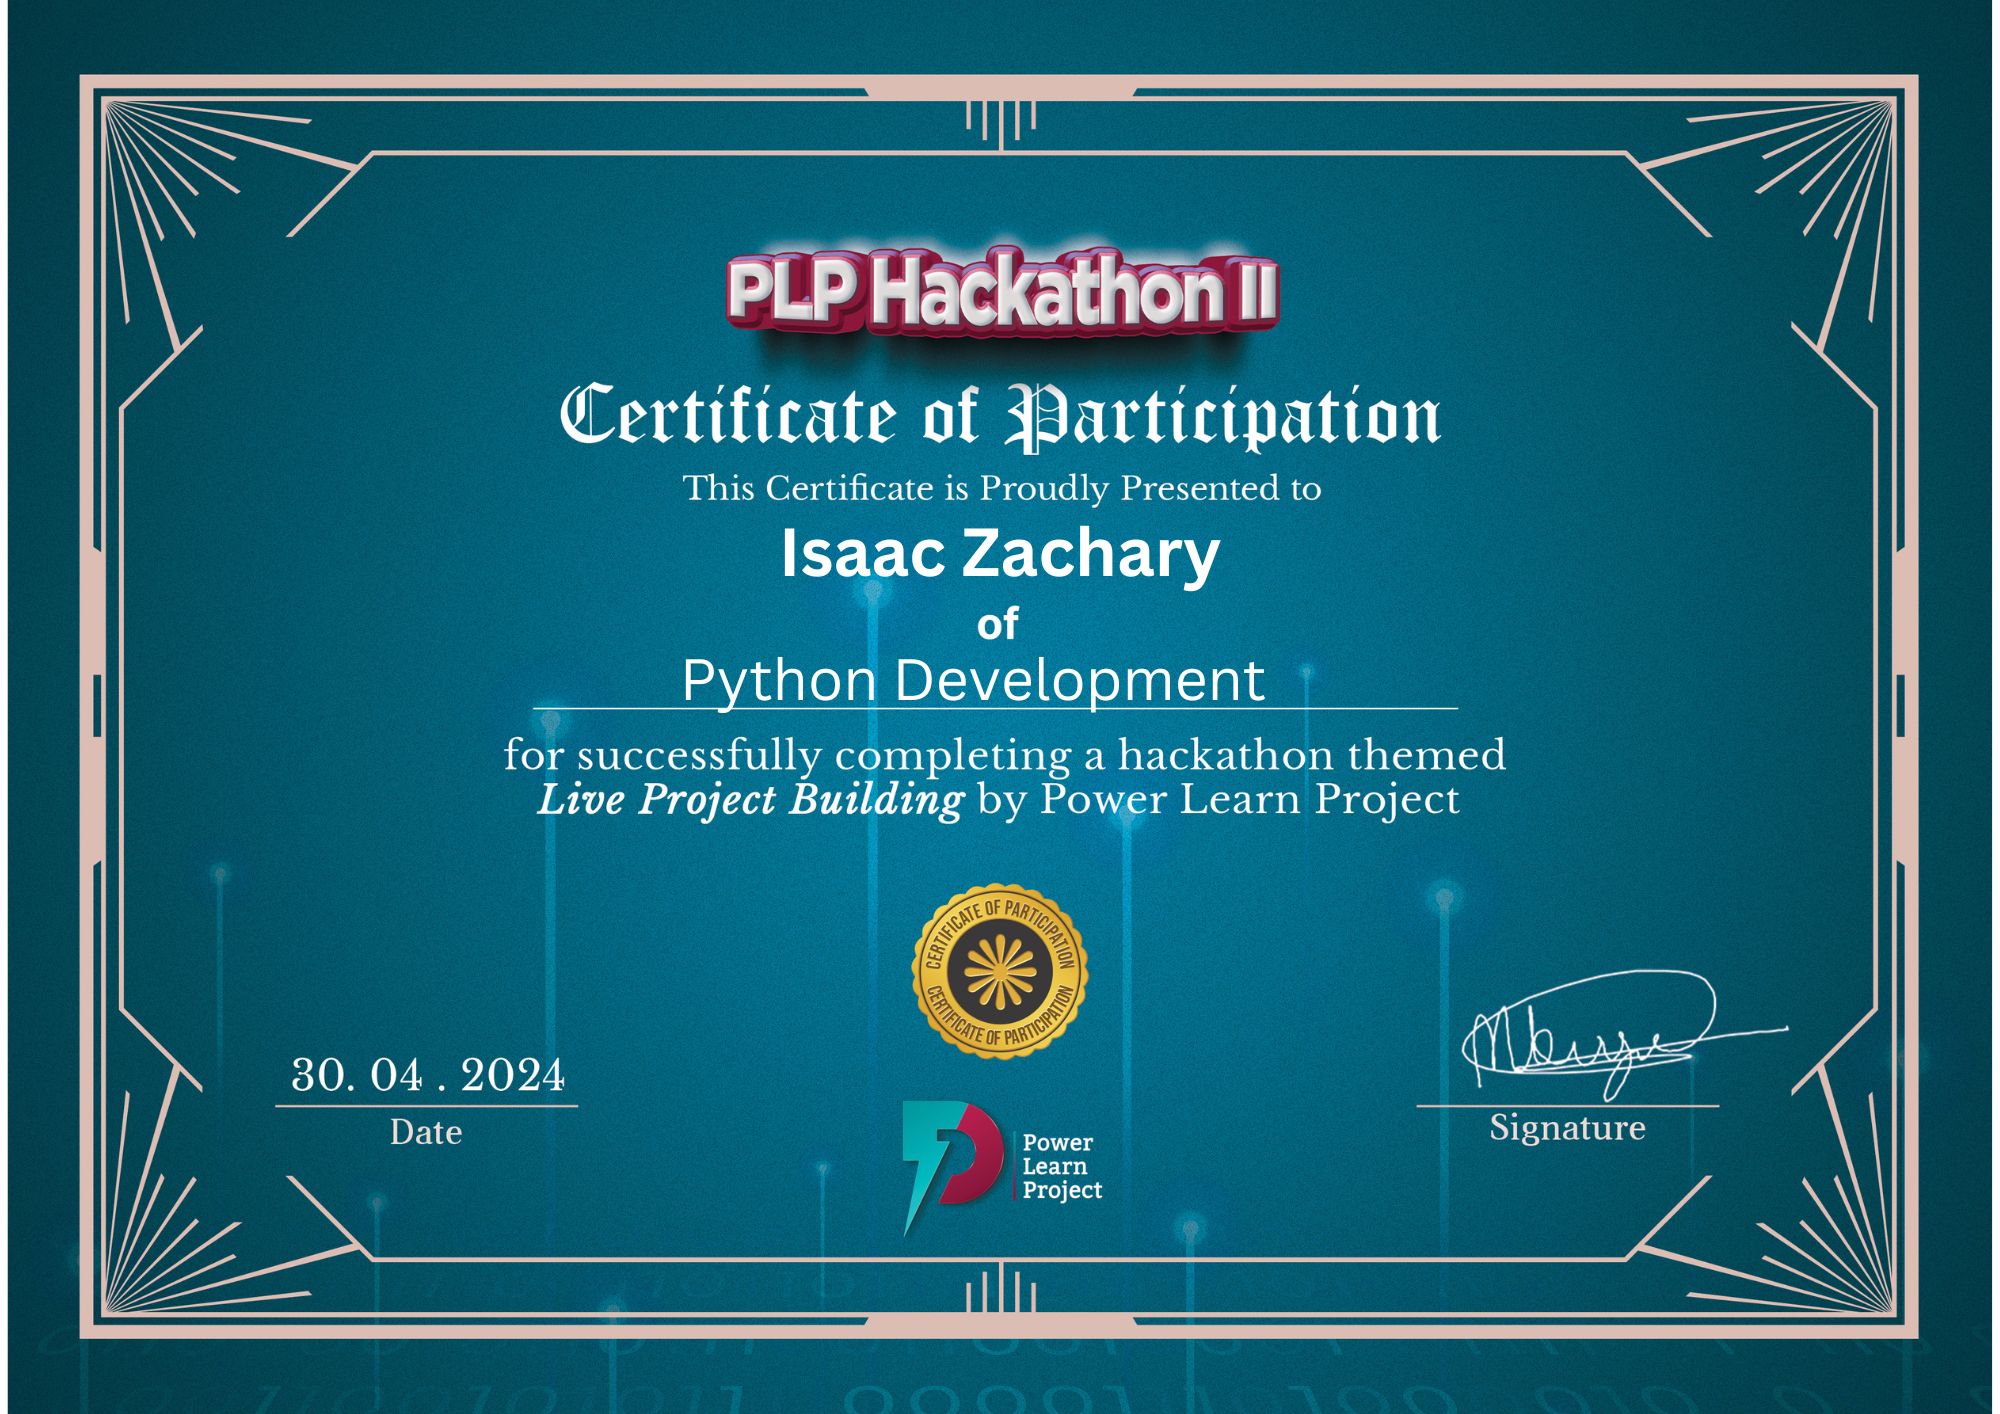 PLP Hackathon II
Certificate of Participation
This Certificate is Proudly Presented to
Isaac Zachary
of
Python Development
for successfully completing a hackathon themed
Live Project Building by Power Learn Project
CERTIFICATE OF PARTICIPATION
CERTIFICATE OF PARTICIPATION
30. 04 . 2024
Date
Signature
Power
Learn
Project